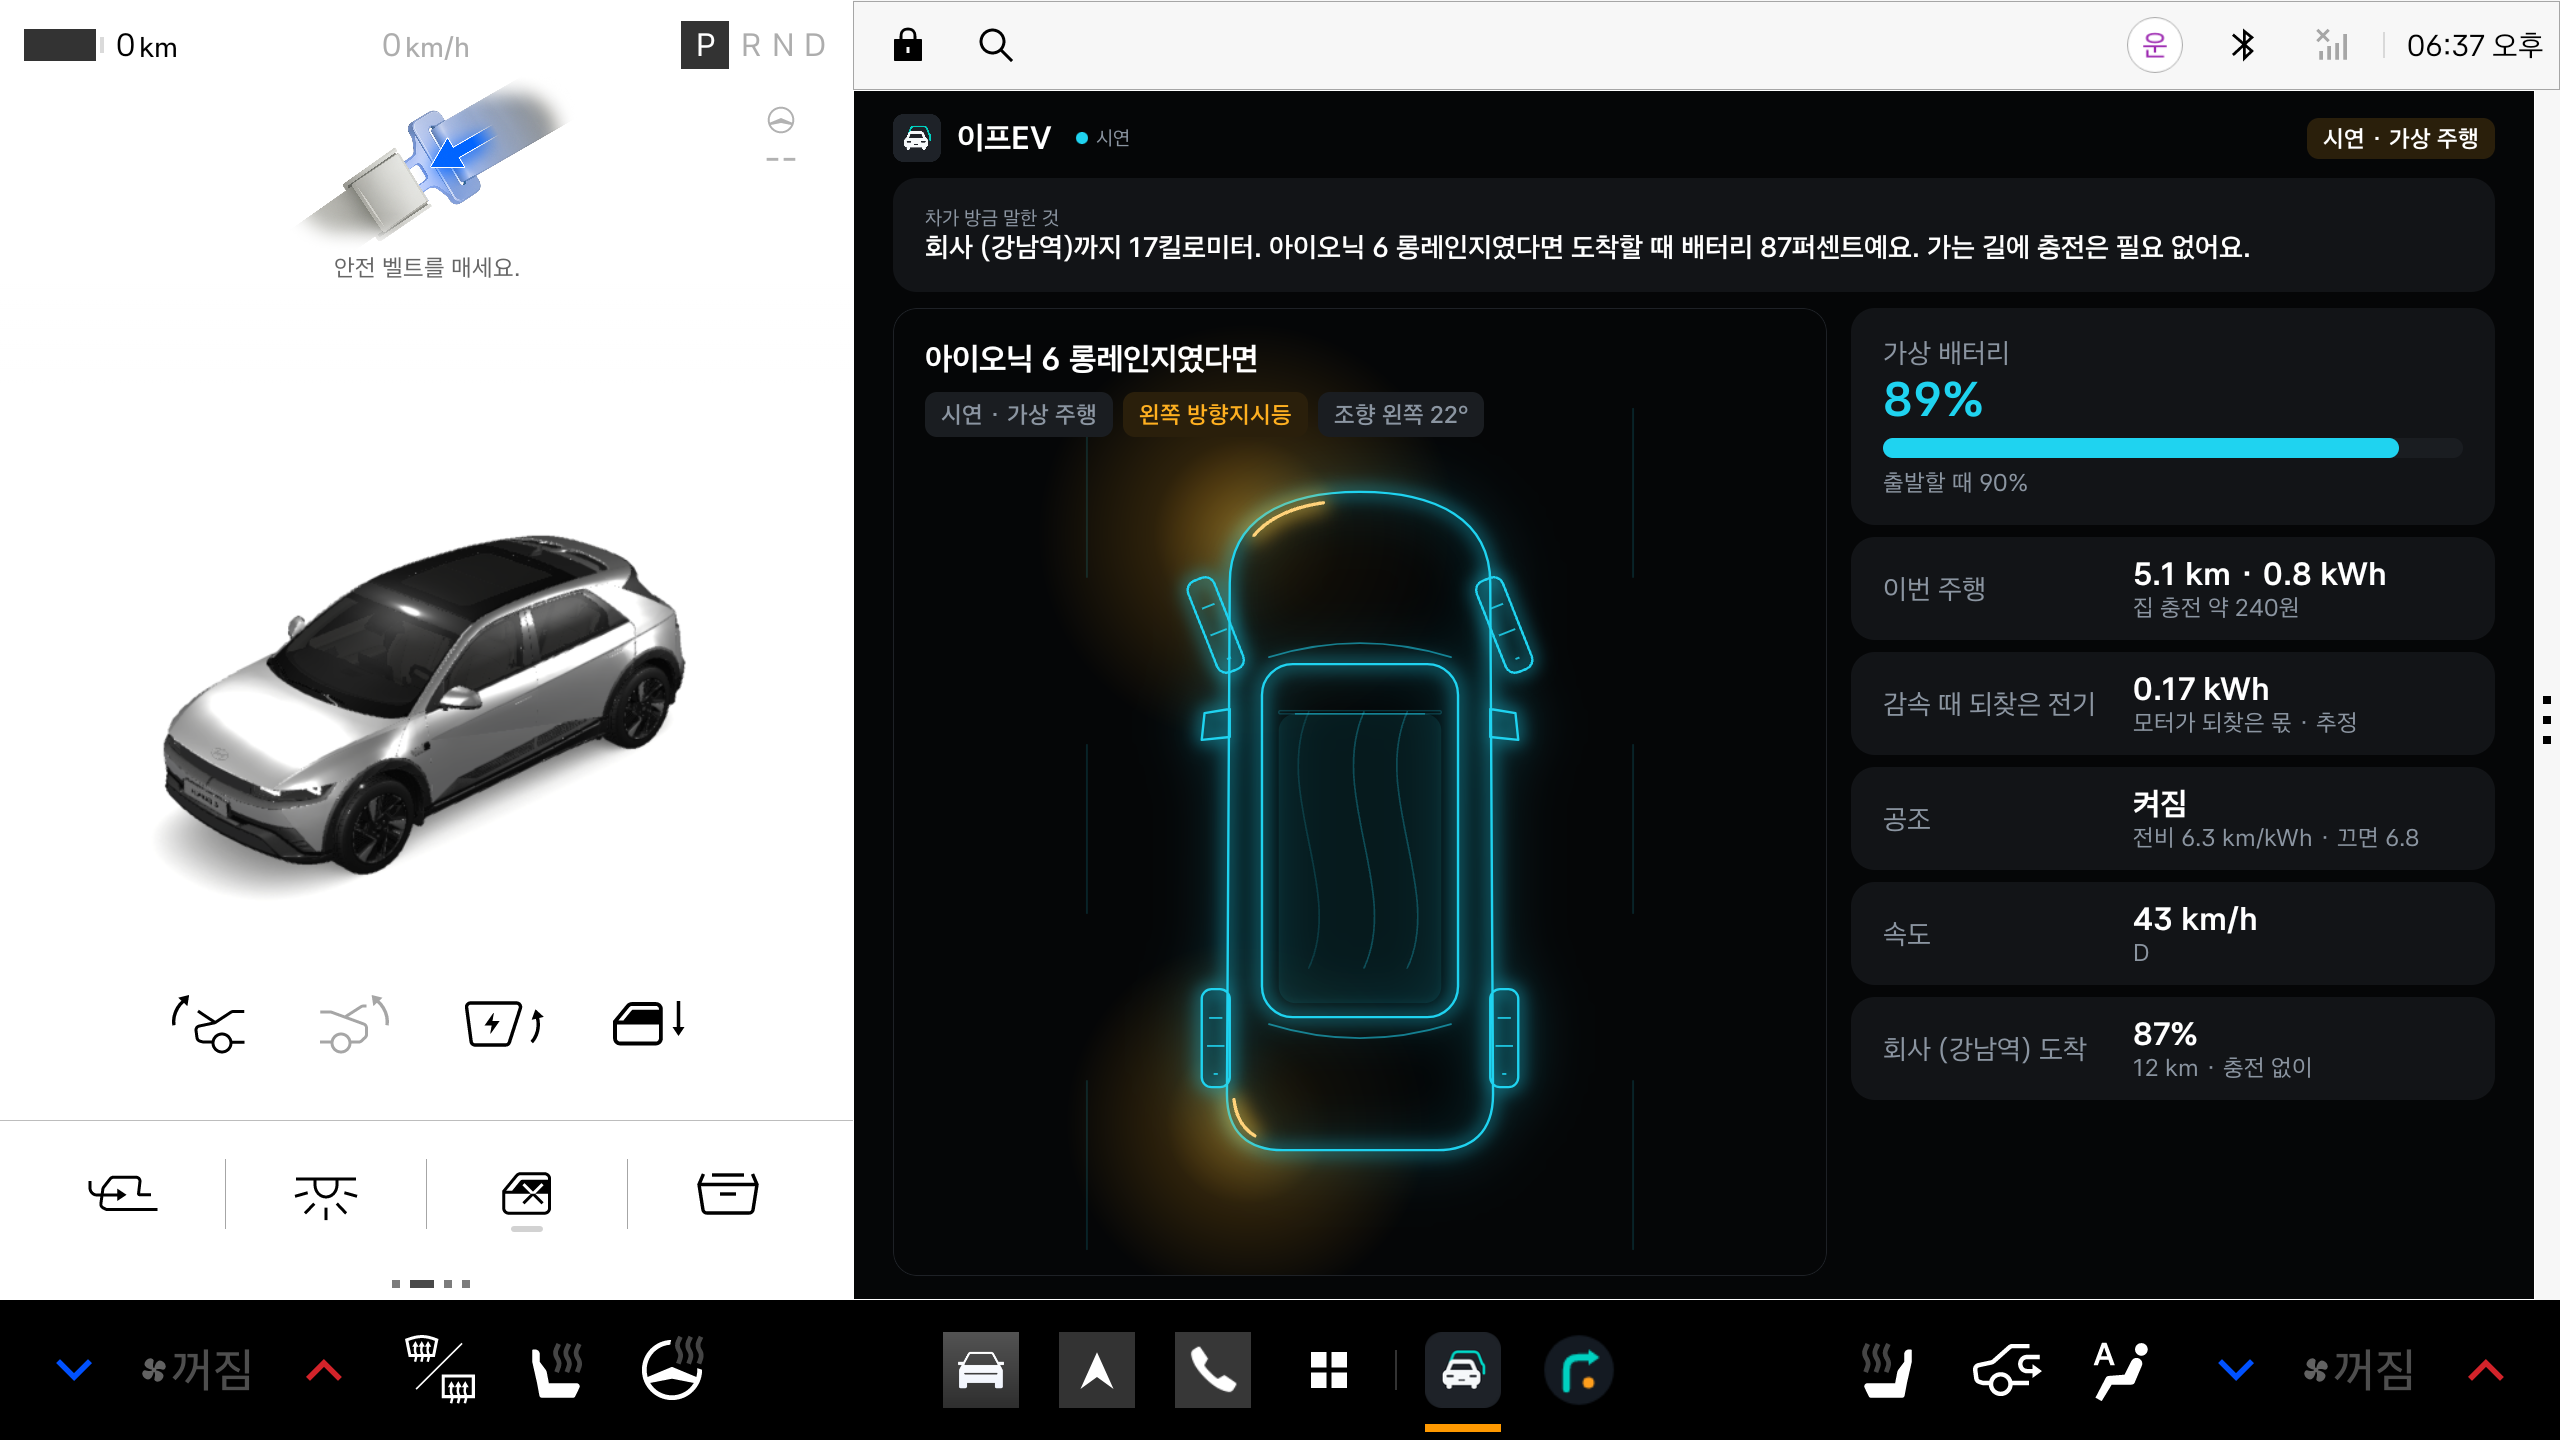 0 km
0 km/h
P R N D
안전 벨트를 매세요.
운
06:37 오후
이프EV
시연
시연 · 가상 주행
차가 방금 말한 것
회사 (강남역)까지 17킬로미터. 아이오닉 6 롱레인지였다면 도착할 때 배터리 87퍼센트예요. 가는 길에 충전은 필요 없어요.
아이오닉 6 롱레인지였다면
시연 · 가상 주행
왼쪽 방향지시등
조향 왼쪽 22°
가상 배터리
89%
출발할 때 90%
이번 주행
5.1 km · 0.8 kWh
집 충전 약 240원
감속 때 되찾은 전기
0.17 kWh
모터가 되찾은 몫 · 추정
공조
켜짐
전비 6.3 km/kWh · 끄면 6.8
속도
43 km/h
D
회사 (강남역) 도착
87%
12 km · 충전 없이
꺼짐
A
꺼짐